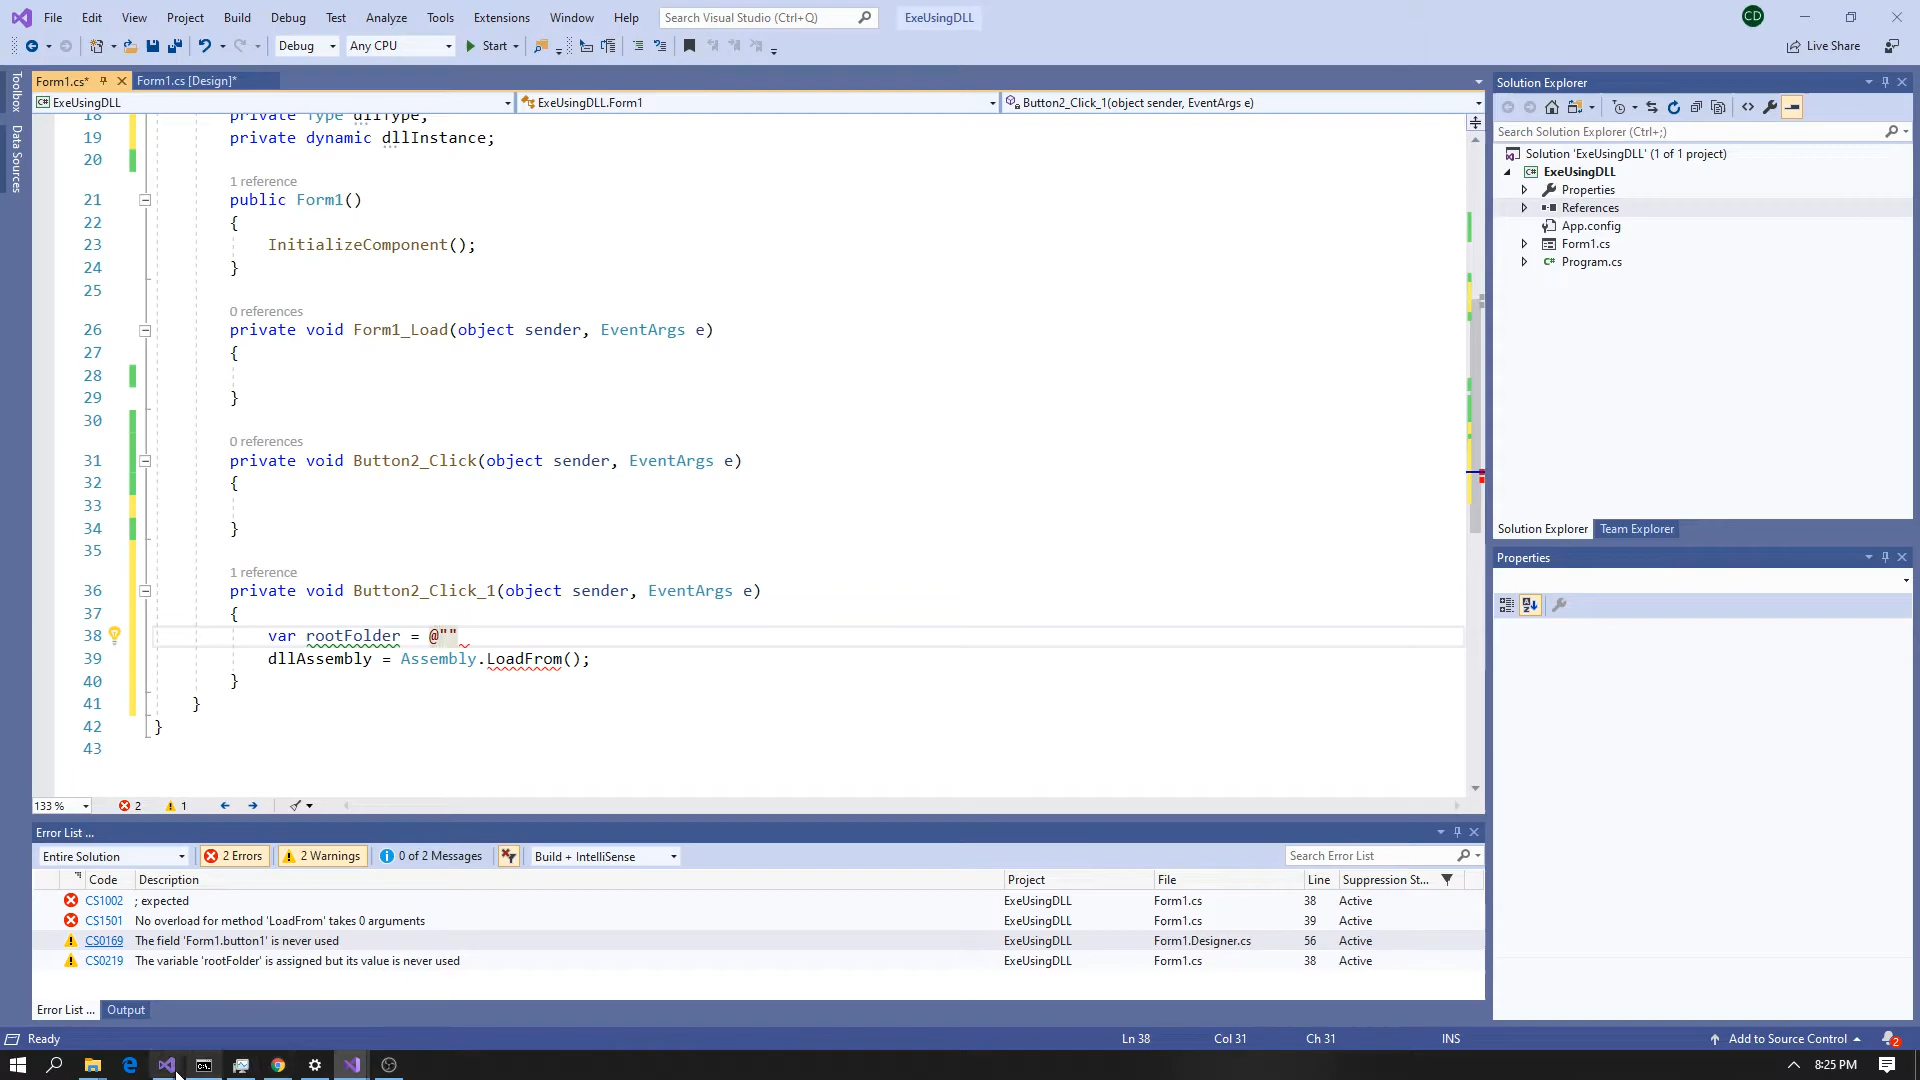 File Edit View Project Build Debug Test Analyze Tools Extensions Window Help Search Visual Studio (Ctrl+Q) ExeUsingDLL CD
Debug Any CPU Start Live Share
Toolbox
Data Sources
Form1.cs* Form1.cs [Design]*
ExeUsingDLL ExeUsingDLL.Form1 Button2_Click_1(object sender, EventArgs e)
18 private Type dllType;
19 private dynamic dllInstance;
20
1 reference
21 public Form1()
22 {
23 InitializeComponent();
24 }
25
0 references
26 private void Form1_Load(object sender, EventArgs e)
27 {
28
29 }
30
0 references
31 private void Button2_Click(object sender, EventArgs e)
32 {
33
34 }
35
1 reference
36 private void Button2_Click_1(object sender, EventArgs e)
37 {
38 var rootFolder = @""
39 dllAssembly = Assembly.LoadFrom();
40 }
41 }
42 }
43
133 % 2 1
Error List ...
Entire Solution 2 Errors 2 Warnings 0 of 2 Messages Build + IntelliSense Search Error List
Code Description Project File Line Suppression St...
CS1002 ; expected ExeUsingDLL Form1.cs 38 Active
CS1501 No overload for method 'LoadFrom' takes 0 arguments ExeUsingDLL Form1.cs 39 Active
CS0169 The field 'Form1.button1' is never used ExeUsingDLL Form1.Designer.cs 56 Active
CS0219 The variable 'rootFolder' is assigned but its value is never used ExeUsingDLL Form1.cs 38 Active
Error List ... Output
Solution Explorer
Search Solution Explorer (Ctrl+;)
Solution 'ExeUsingDLL' (1 of 1 project)
C# ExeUsingDLL
Properties
References
App.config
Form1.cs
C# Program.cs
Solution Explorer Team Explorer
Properties
Ready Ln 38 Col 31 Ch 31 INS Add to Source Control 2
8:25 PM